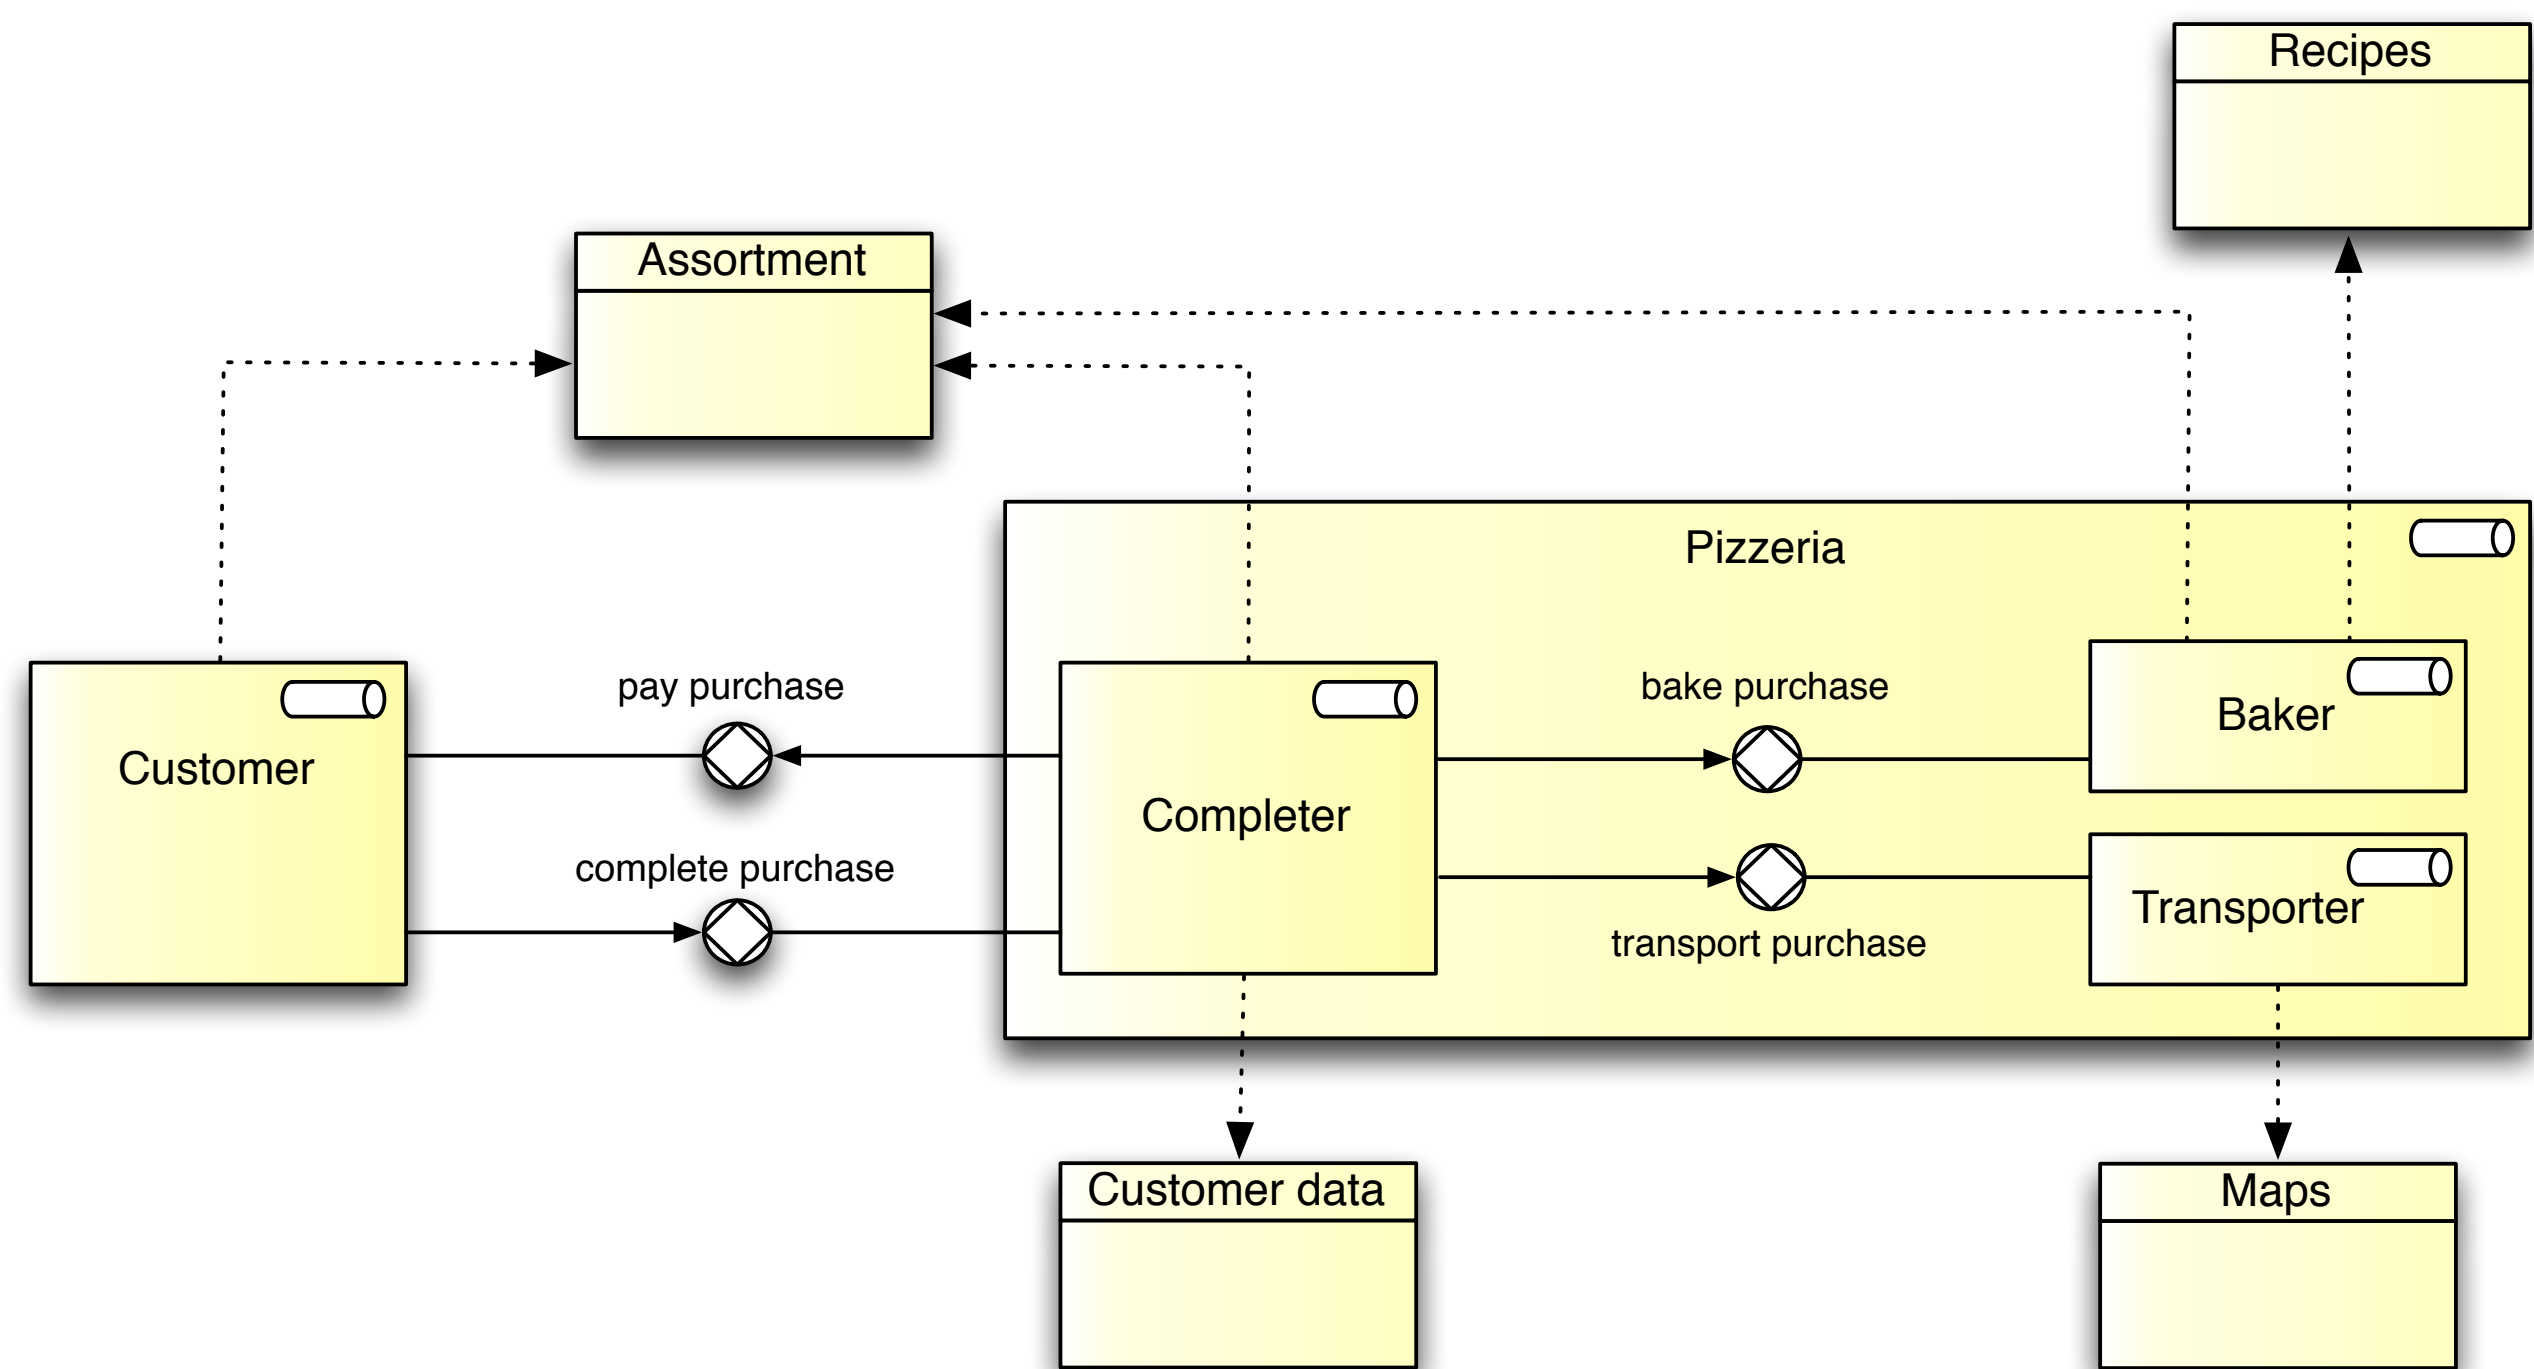 Recipes
Assortment
Pizzeria
pay purchase
bake purchase
Baker
Customer
Completer
complete purchase
Transporter
transport purchase
Customer data
Maps